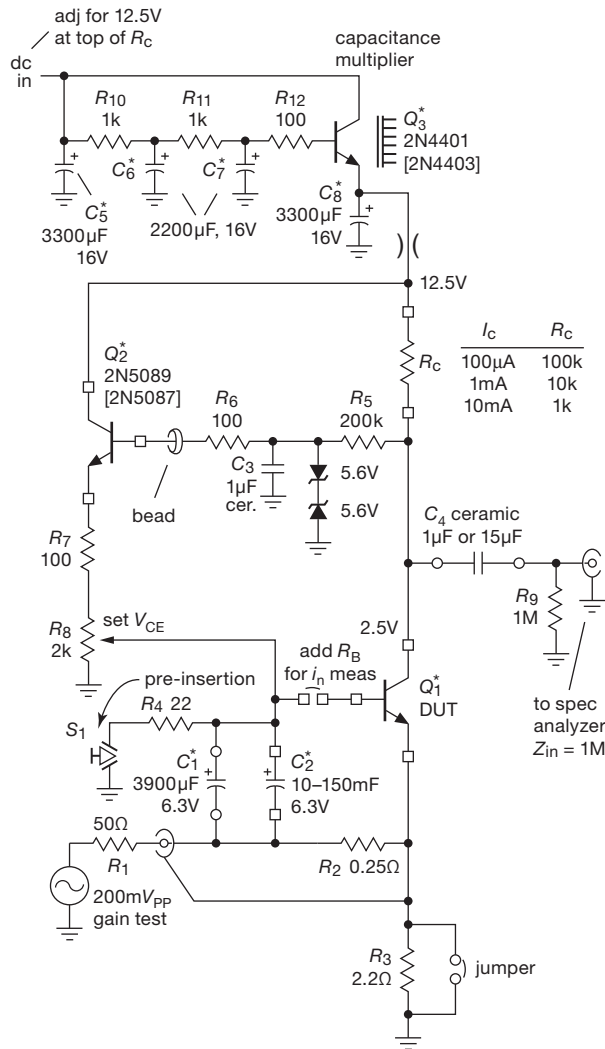 adj for 12.5V
at top of Rc
dc
in
capacitance
multiplier
R10
1k
R11
1k
R12
100
Q3*
2N4401
[2N4403]
C5*
3300µF
16V
C6*
C7*
2200µF, 16V
C8*
3300µF
16V
12.5V
Q2*
2N5089
[2N5087]
Rc
Ic Rc
100µA 100k
1mA 10k
10mA 1k
R6
100
R5
200k
bead
C3
1µF
cer.
5.6V
5.6V
R7
100
C4 ceramic
1µF or 15µF
R9
1M
R8
2k
set VCE
2.5V
add RB
for in meas
Q1*
DUT
to spec
analyzer
Zin = 1M
pre-insertion
S1
R4 22
C1*
3900µF
6.3V
C2*
10–150mF
6.3V
50Ω
R1
R2 0.25Ω
200mVPP
gain test
R3
2.2Ω
jumper